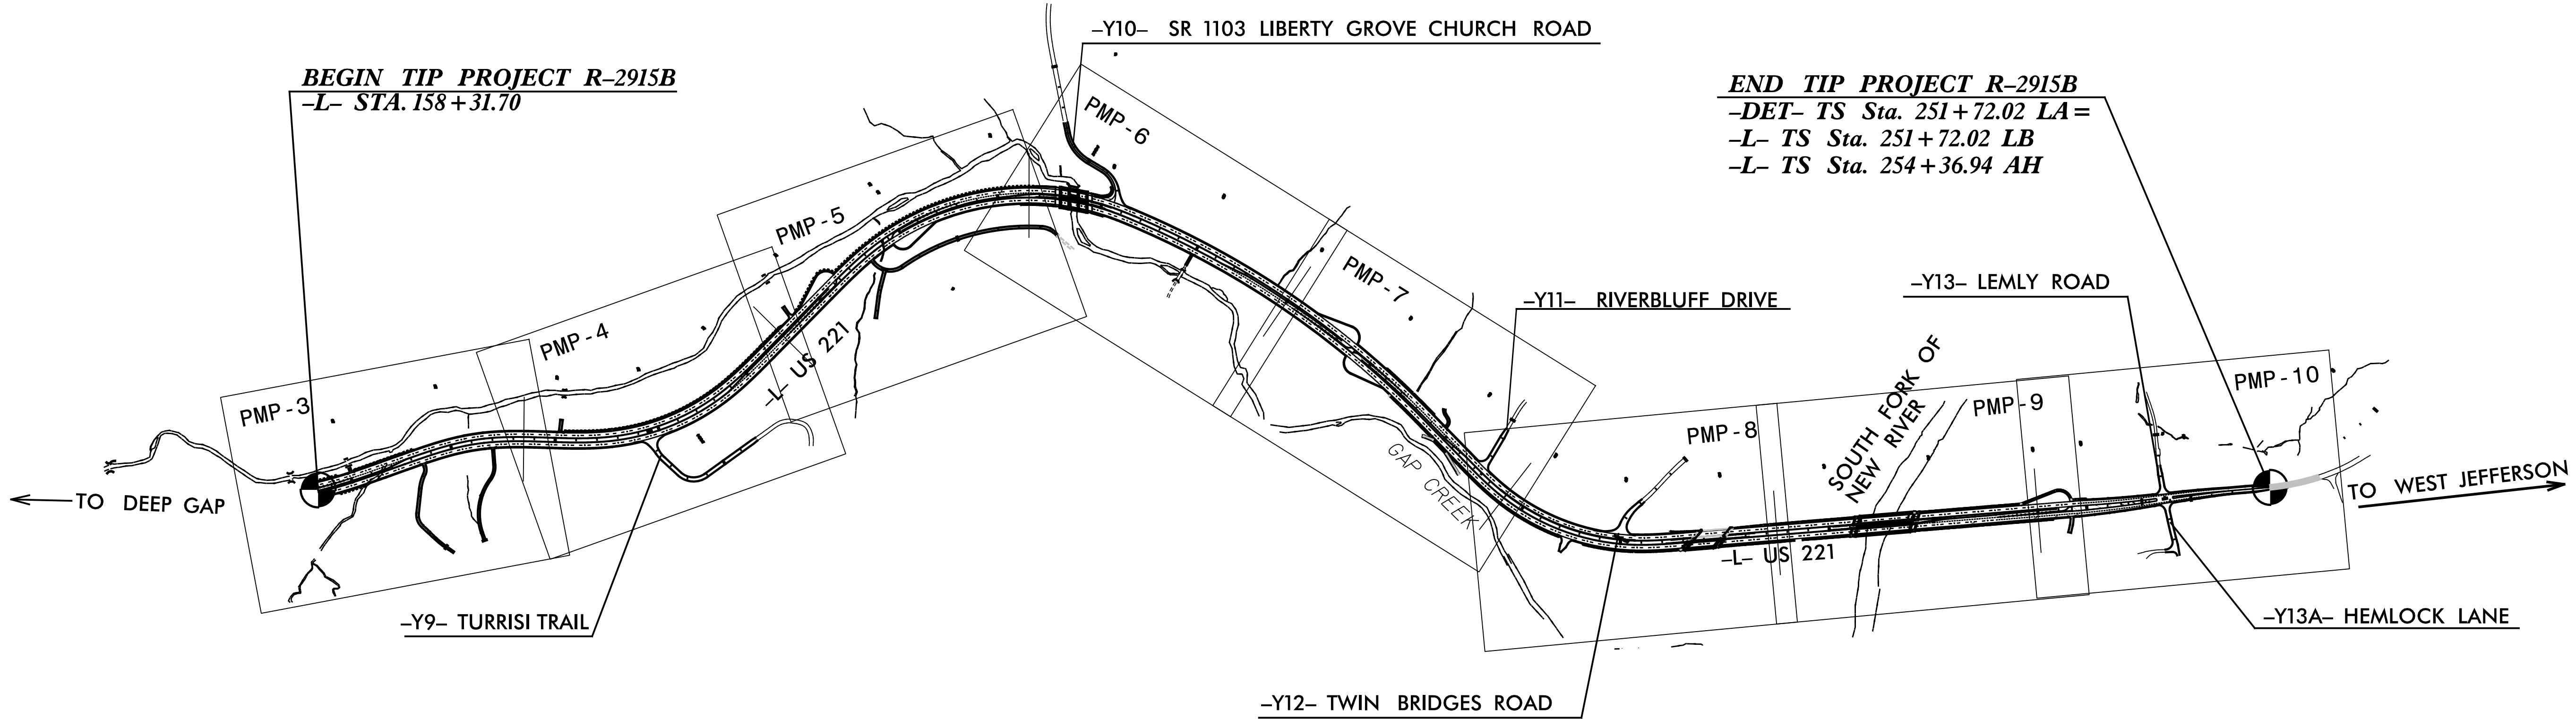 –Y10– SR 1103 LIBERTY GROVE CHURCH ROAD
BEGIN TIP PROJECT R–2915B
–L– STA. 158+31.70
END TIP PROJECT R–2915B
–DET– TS Sta. 251+72.02 LA=
–L– TS Sta. 251+72.02 LB
–L– TS Sta. 254+36.94 AH
PMP-6
PMP-5
PMP-7
–Y13– LEMLY ROAD
–Y11– RIVERBLUFF DRIVE
PMP-4
–L– US 221
PMP-3
PMP-10
PMP-9
PMP-8
SOUTH FORK OF
NEW RIVER
GAP CREEK
TO DEEP GAP
TO WEST JEFFERSON
–L– US 221
–Y9– TURRISI TRAIL
–Y13A– HEMLOCK LANE
–Y12– TWIN BRIDGES ROAD